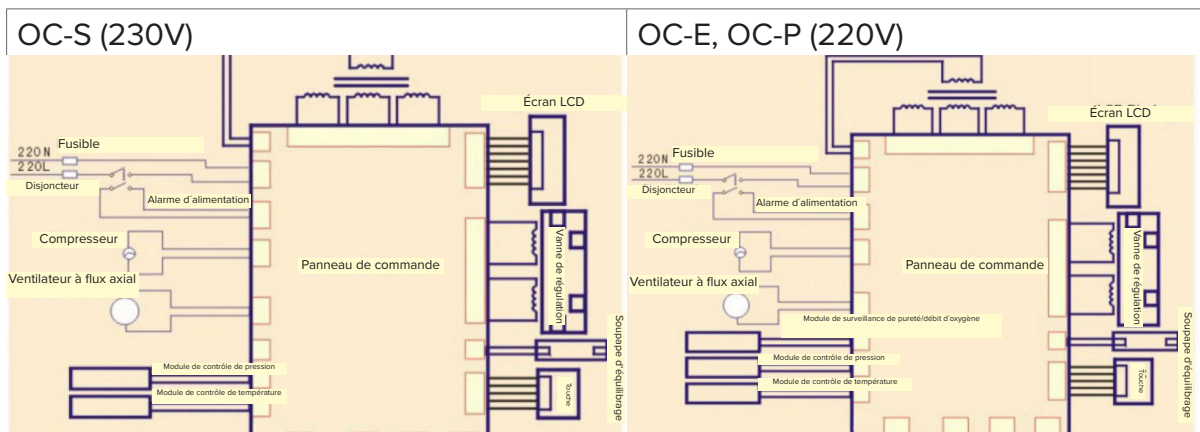 OC-S (230V)
Écran LCD
Fusible
220N
220L
Disjoncteur
Alarme d'alimentation
Compresseur
Panneau de commande
Vanne de régulation
Ventilateur à flux axial
Soupape d'équilibrage
Module de contrôle de pression
Module de contrôle de température
Touche
OC-E, OC-P (220V)
Écran LCD
Fusible
220N
220L
Disjoncteur
Alarme d'alimentation
Compresseur
Panneau de commande
Vanne de régulation
Ventilateur à flux axial
Module de surveillance de pureté/débit d'oxygène
Soupape d'équilibrage
Module de contrôle de pression
Module de contrôle de température
Touche